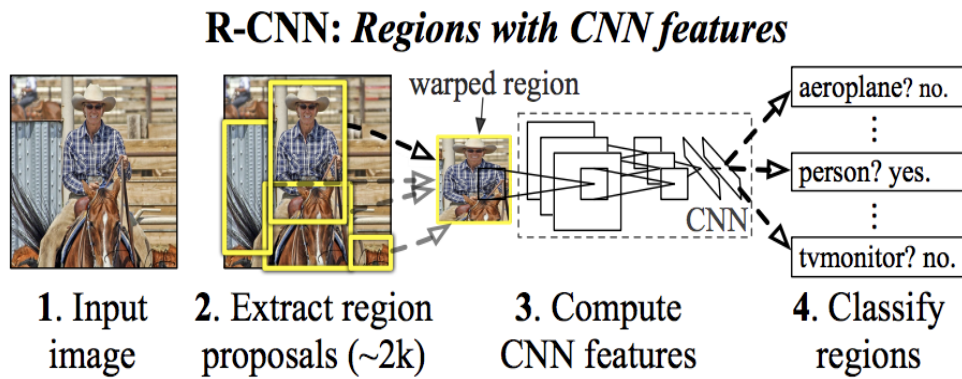 R-CNN: Regions with CNN features
warped region
aeroplane? no.
⋮
person? yes.
⋮
tvmonitor? no.
CNN
1. Input
image
2. Extract region
proposals (~2k)
3. Compute
CNN features
4. Classify
regions